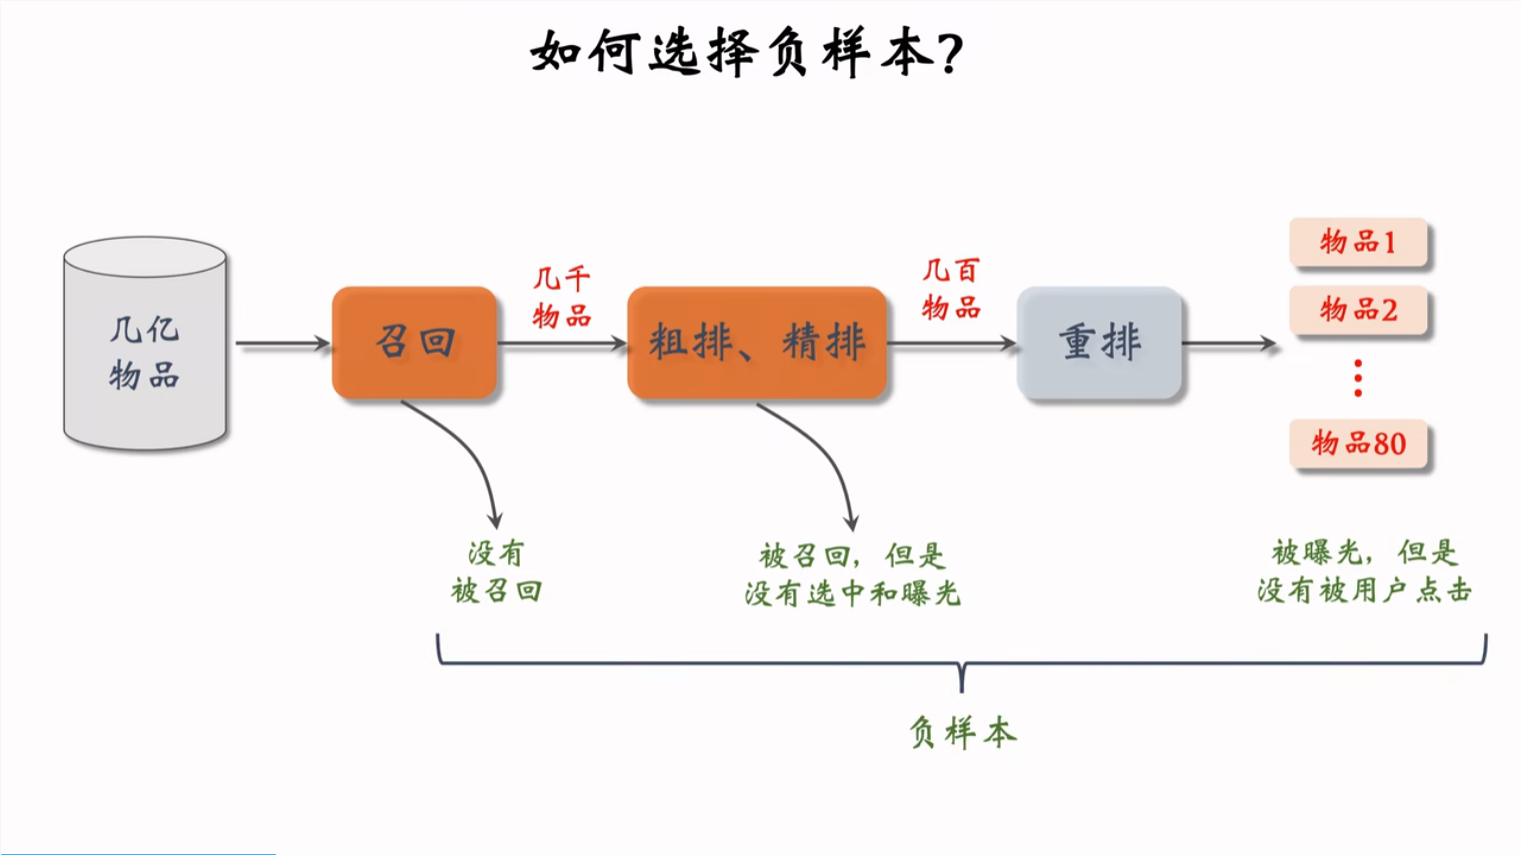 如何选择负样本?
几亿
物品
召回
几千
物品
粗排、精排
几百
物品
重排
物品1
物品2
物品80
没有
被召回
被召回，但是
没有选中和曝光
被曝光，但是
没有被用户点击
负样本